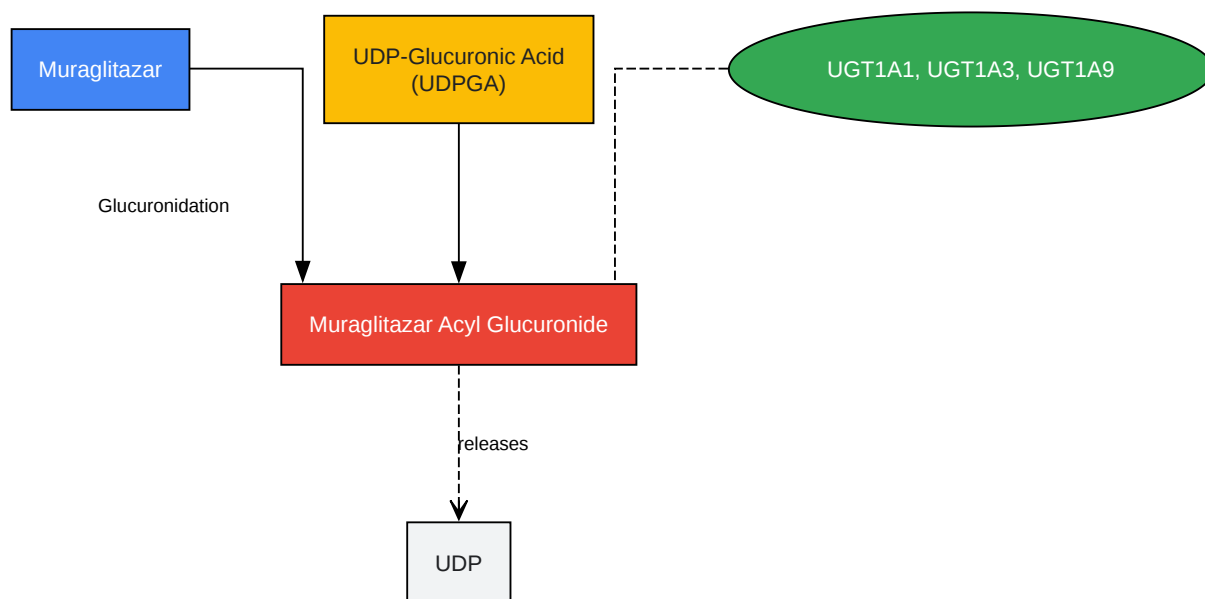 Muraglitazar
UDP-Glucuronic Acid
(UDPGA)
UGT1A1, UGT1A3, UGT1A9
Glucuronidation
Muraglitazar Acyl Glucuronide
releases
UDP